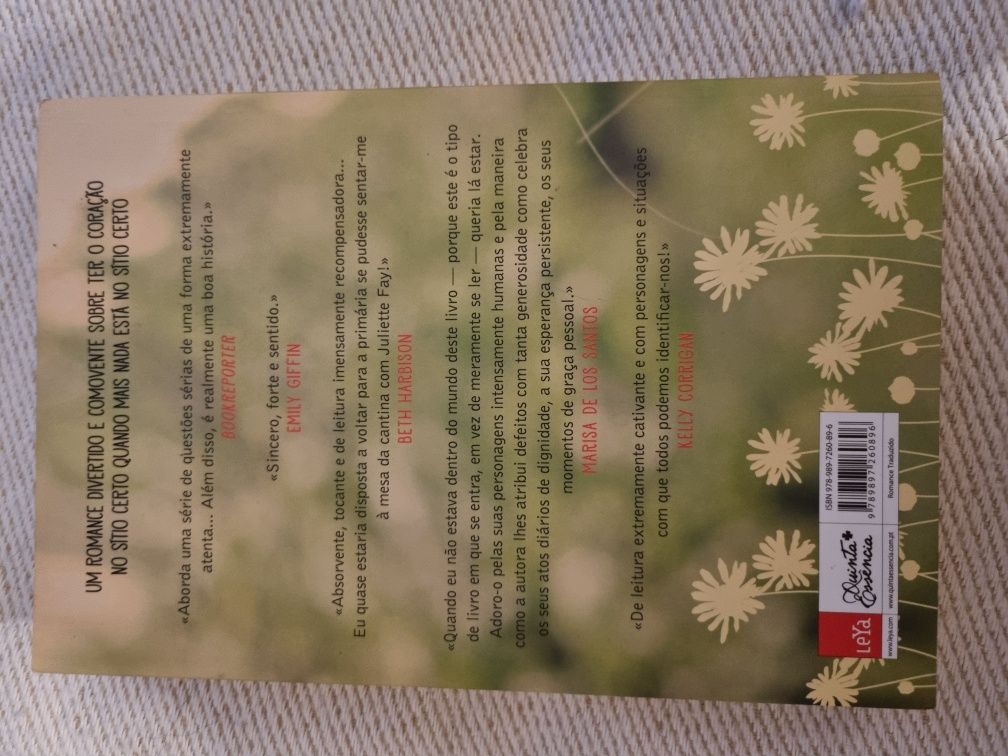 UM ROMANCE DIVERTIDO E COMOVENTE SOBRE TER O CORAÇÃO
NO SÍTIO CERTO QUANDO MAIS NADA ESTÁ NO SÍTIO CERTO
«Aborda uma série de questões sérias de uma forma extremamente
atenta... Além disso, é realmente uma boa história.»
BOOKREPORTER
«Sincero, forte e sentido.»
EMILY GIFFIN
«Absorvente, tocante e de leitura imensamente recompensadora...
Eu quase estaria disposta a voltar para a primária se pudesse sentar-me
à mesa da cantina com Juliette Fay!»
BETH HARBISON
«Quando eu não estava dentro do mundo deste livro — porque este é o tipo
de livro em que se entra, em vez de meramente se ler — queria lá estar.
Adoro-o pelas suas personagens intensamente humanas e pela maneira
como a autora lhes atribui defeitos com tanta generosidade como celebra
os seus atos diários de dignidade, a sua esperança persistente, os seus
momentos de graça pessoal.»
MARISA DE LOS SANTOS
«De leitura extremamente cativante e com personagens e situações
com que todos podemos identificar-nos!»
KELLY CORRIGAN
LeYa
www.leya.com
Quinta
Essência
www.quintaessencia.com.pt
ISBN 978-989-7260-89-6
9 789897 260896
Romance Traduzido